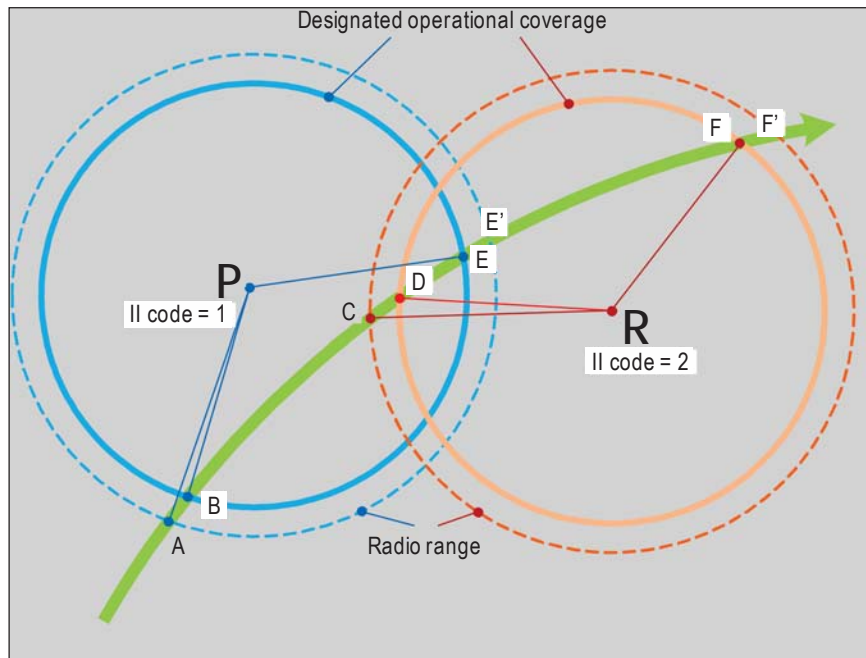 Designated operational coverage
F F’
E’
E
D
P
II code = 1
C
R
II code = 2
B
A
Radio range